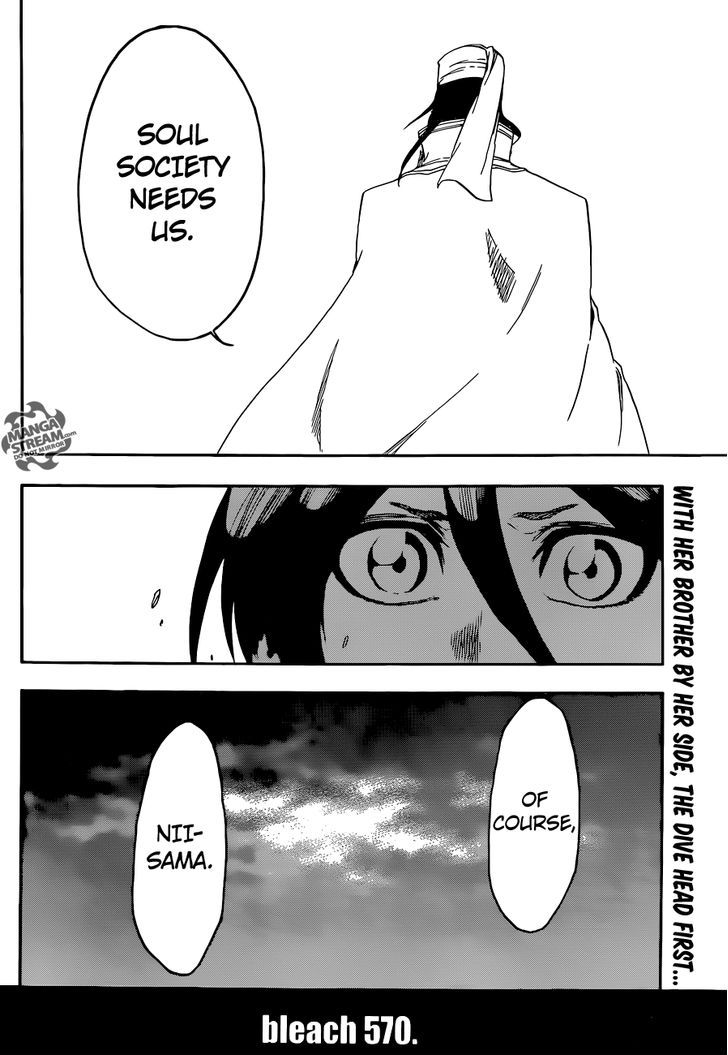 SOUL
SOCIETY
NEEDS
US.
MANGA
STREAM.com
DO NOT MIRROR
WITH HER BROTHER BY HER SIDE, THE DIVE HEAD FIRST...
OF
COURSE,
NII-
SAMA.
bleach 570.